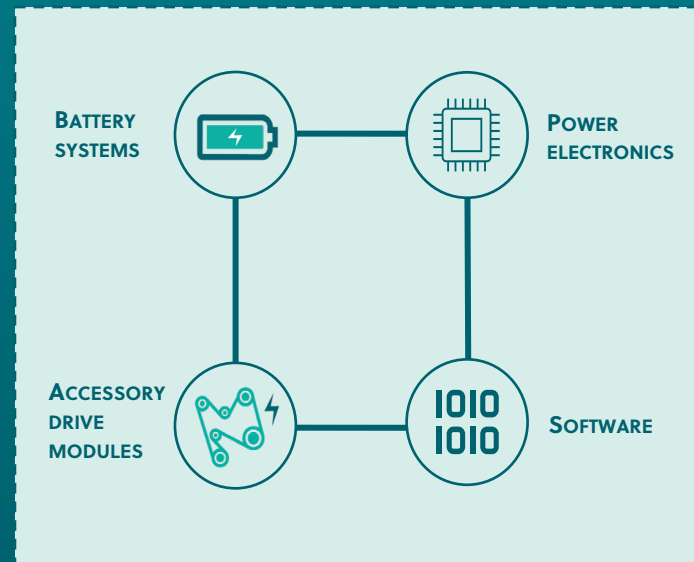 Battery
systems
Power
electronics
Accessory
drive
modules
1010
1010
Software